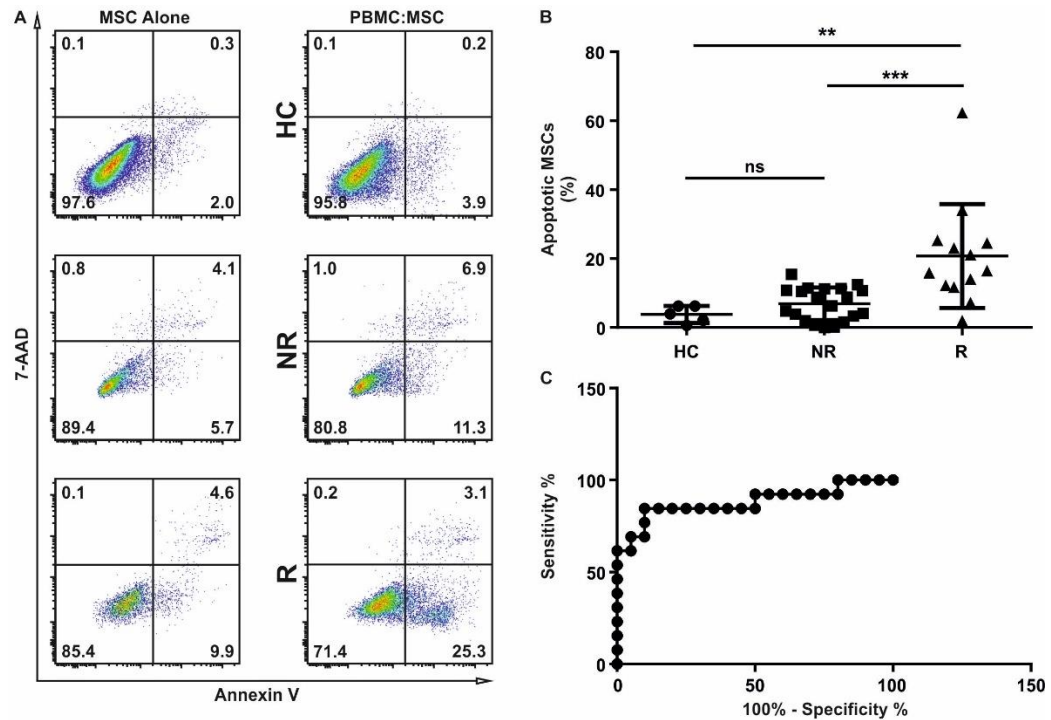 A
MSC Alone
PBMC:MSC
0.1 0.3
97.6 2.0
HC
0.1 0.2
95.8 3.9
0.8 4.1
89.4 5.7
NR
1.0 6.9
80.8 11.3
0.1 4.6
85.4 9.9
R
0.2 3.1
71.4 25.3
7-AAD
Annexin V
B
80
60
40
20
0
Apoptotic MSCs
(%)
**
***
ns
HC NR R
C
150
100
50
0
Sensitivity %
0 50 100 150
100% - Specificity %